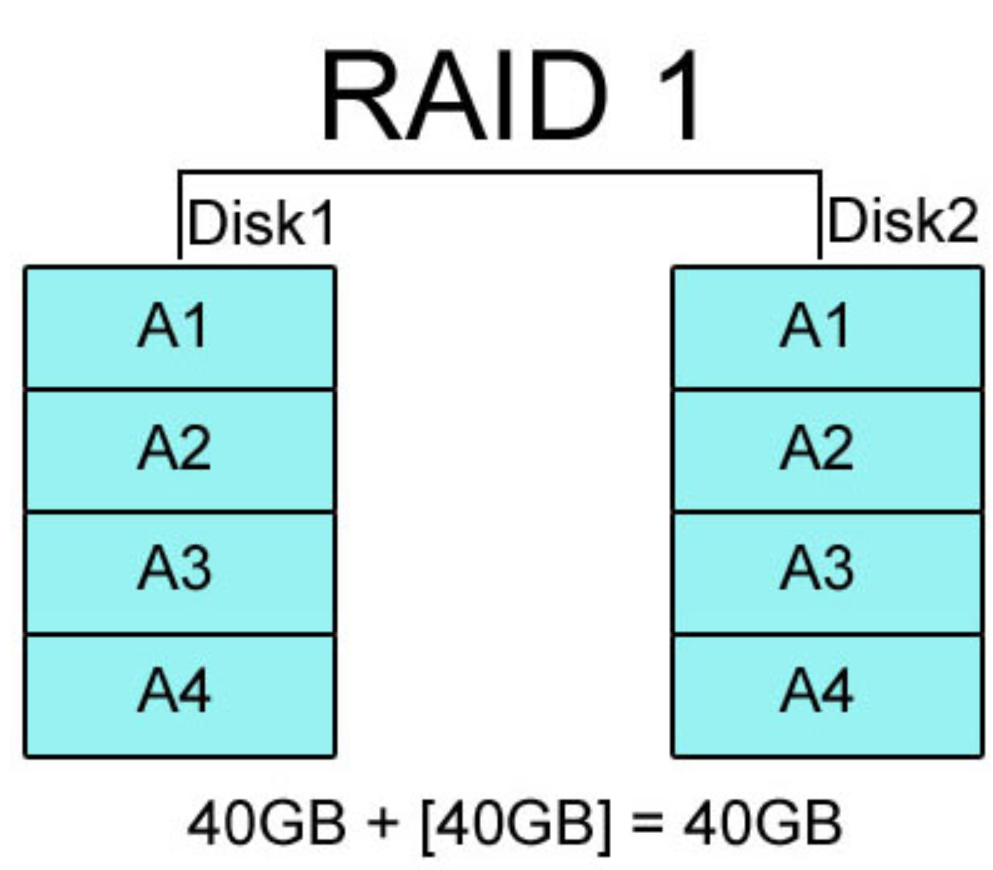 RAID 1
Disk1 Disk2
A1 A1
A2 A2
A3 A3
A4 A4
40GB + [40GB] = 40GB